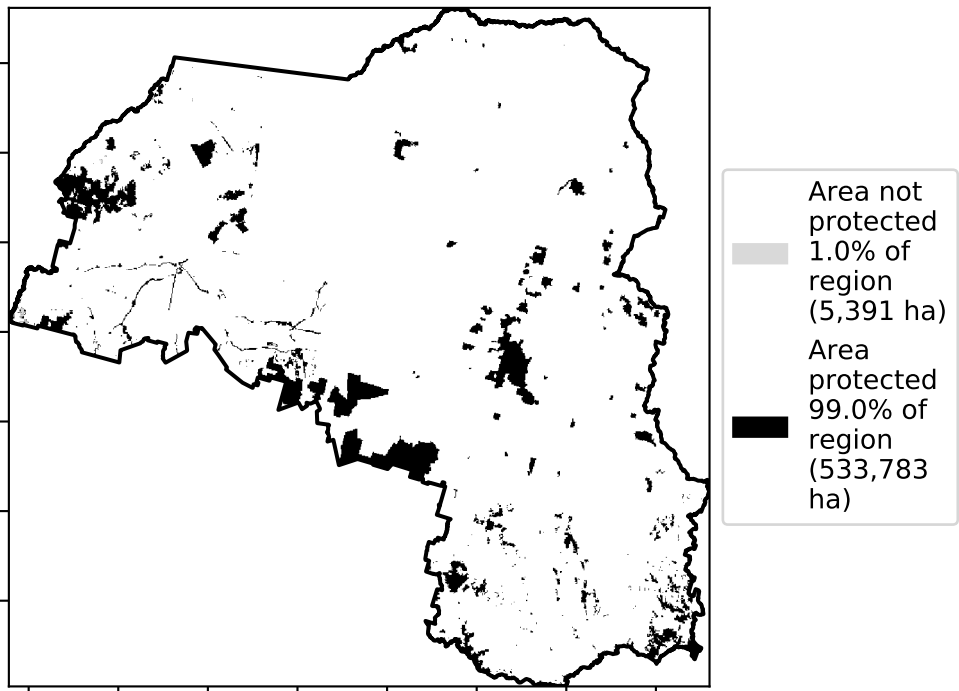 Area not
protected
1.0% of
region
(5,391 ha)
Area
protected
99.0% of
region
(533,783
ha)